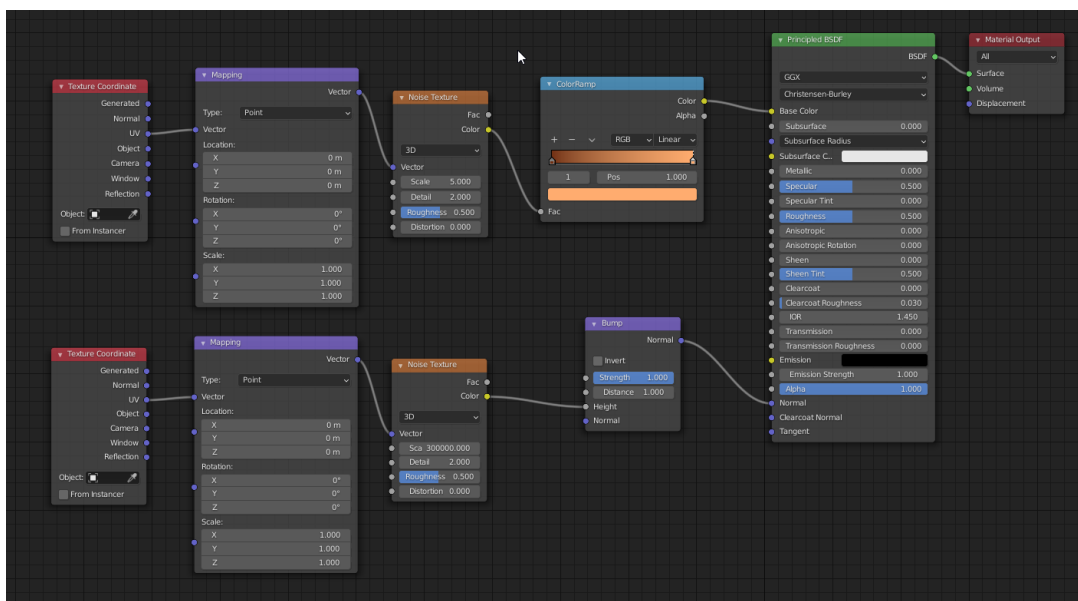 Texture Coordinate
Generated
Normal
UV
Object
Camera
Window
Reflection
Object:
From Instancer
Mapping
Vector
Type: Point
Vector
Location:
X 0 m
Y 0 m
Z 0 m
Rotation:
X 0°
Y 0°
Z 0°
Scale:
X 1.000
Y 1.000
Z 1.000
Noise Texture
Fac
Color
3D
Vector
Scale 5.000
Detail 2.000
Roughness 0.500
Distortion 0.000
ColorRamp
Color
Alpha
RGB Linear
1 Pos 1.000
Fac
Principled BSDF
BSDF
GGX
Christensen-Burley
Base Color
Subsurface 0.000
Subsurface Radius
Subsurface C..
Metallic 0.000
Specular 0.500
Specular Tint 0.000
Roughness 0.500
Anisotropic 0.000
Anisotropic Rotation 0.000
Sheen 0.000
Sheen Tint 0.500
Clearcoat 0.000
Clearcoat Roughness 0.030
IOR 1.450
Transmission 0.000
Transmission Roughness 0.000
Emission
Emission Strength 1.000
Alpha 1.000
Normal
Clearcoat Normal
Tangent
Material Output
All
Surface
Volume
Displacement
Texture Coordinate
Generated
Normal
UV
Object
Camera
Window
Reflection
Object:
From Instancer
Mapping
Vector
Type: Point
Vector
Location:
X 0 m
Y 0 m
Z 0 m
Rotation:
X 0°
Y 0°
Z 0°
Scale:
X 1.000
Y 1.000
Z 1.000
Noise Texture
Fac
Color
3D
Vector
Sca 300000.000
Detail 2.000
Roughness 0.500
Distortion 0.000
Bump
Normal
Invert
Strength 1.000
Distance 1.000
Height
Normal